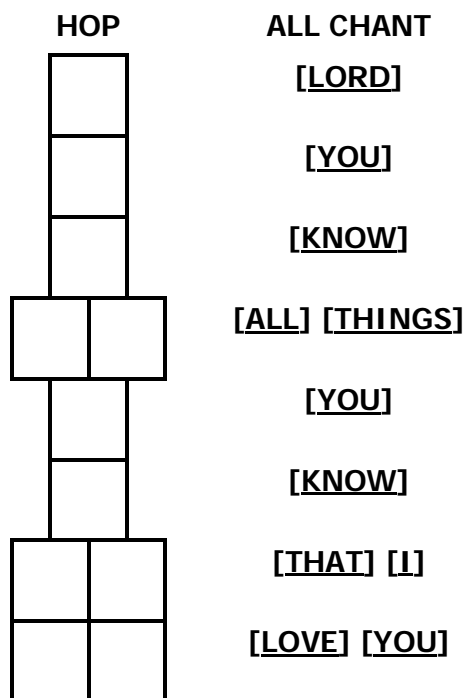 HOP ALL CHANT
[LORD]
[YOU]
[KNOW]
[ALL] [THINGS]
[YOU]
[KNOW]
[THAT] [I]
[LOVE] [YOU]